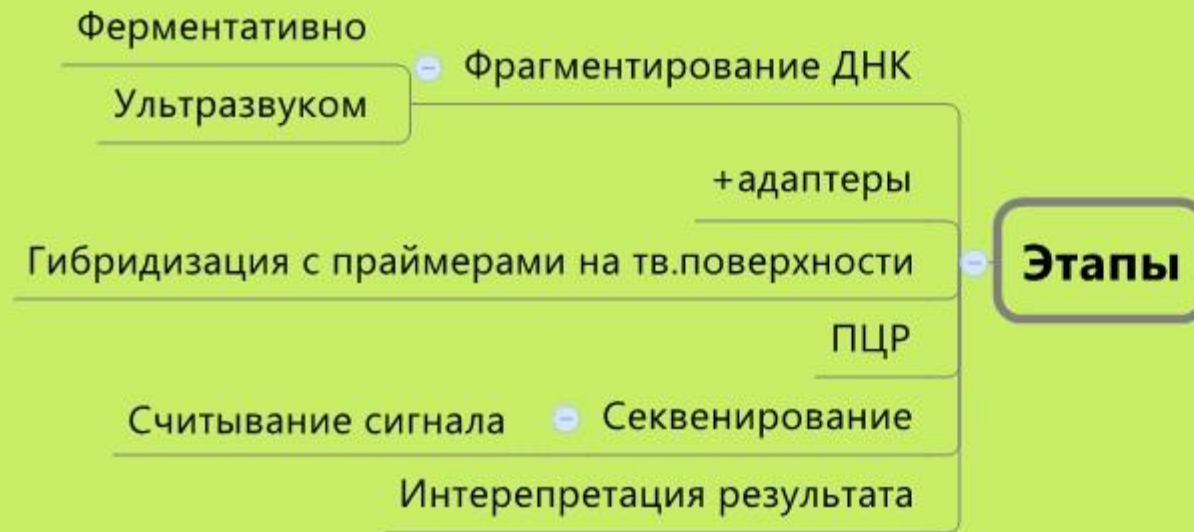 Ферментативно
Фрагментирование ДНК
Ультразвуком
+адаптеры
Гибридизация с праймерами на тв.поверхности
Этапы
ПЦР
Считывание сигнала
Секвенирование
Интерепретация результата